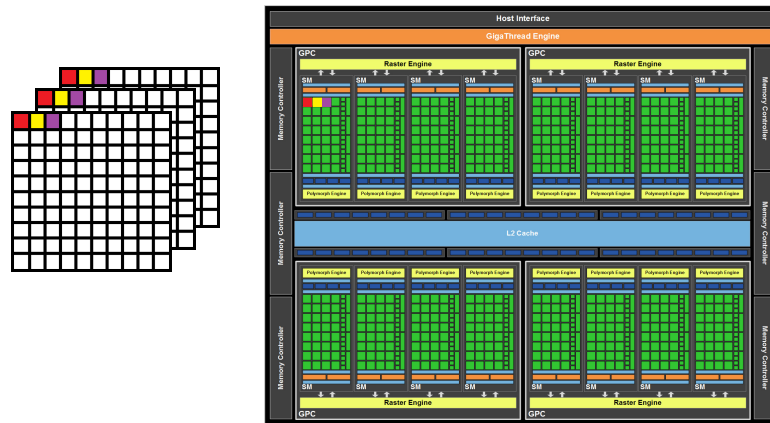 Host Interface
GigaThread Engine
GPC GPC
Raster Engine Raster Engine
SM SM SM SM SM SM SM SM
Memory Controller Memory Controller
Polymorph Engine Polymorph Engine Polymorph Engine Polymorph Engine Polymorph Engine Polymorph Engine Polymorph Engine Polymorph Engine
Memory Controller L2 Cache Memory Controller
Polymorph Engine Polymorph Engine Polymorph Engine Polymorph Engine Polymorph Engine Polymorph Engine Polymorph Engine Polymorph Engine
Memory Controller Memory Controller
SM SM SM SM SM SM SM SM
Raster Engine Raster Engine
GPC GPC